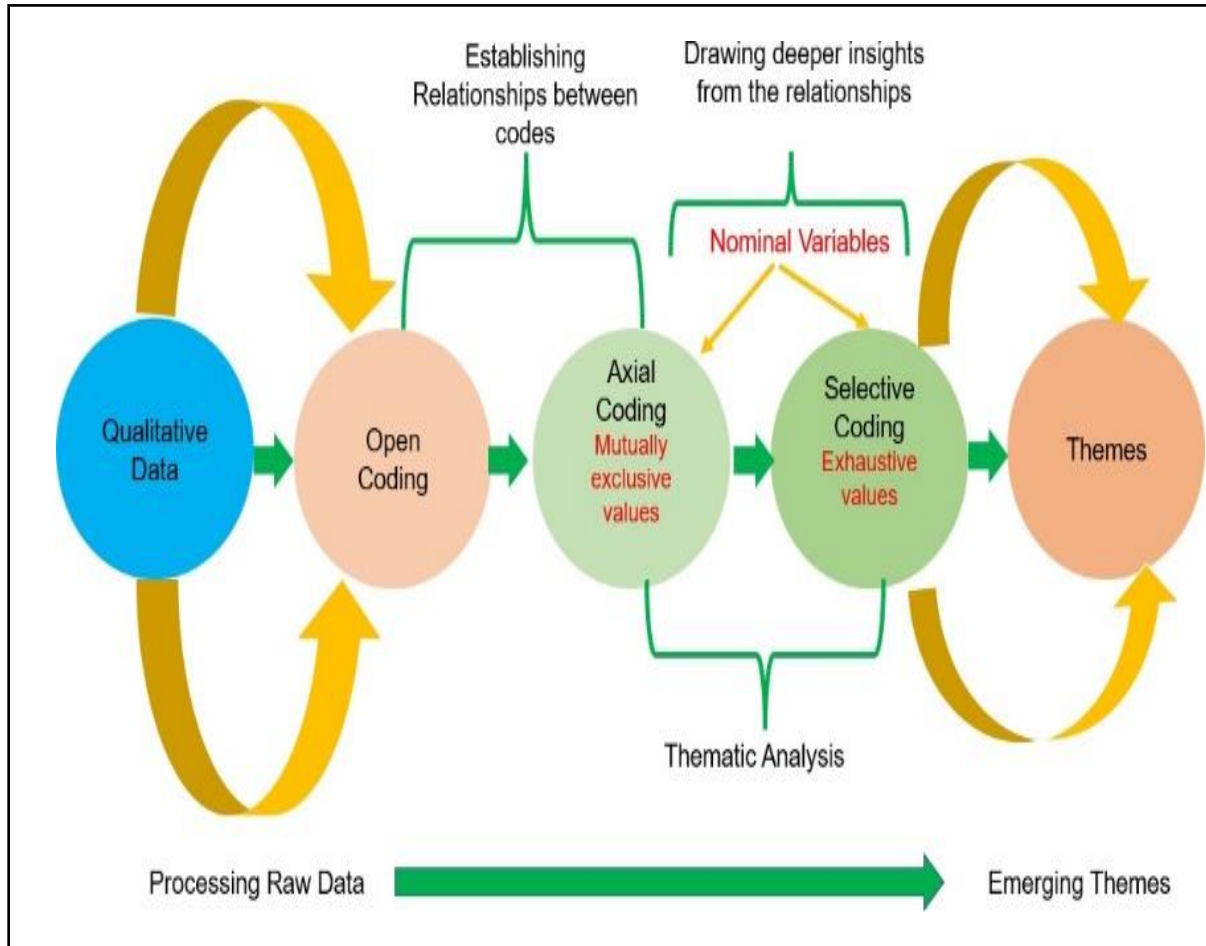 Establishing
Relationships between
codes
Drawing deeper insights
from the relationships
Nominal Variables
Qualitative
Data
Open
Coding
Axial
Coding
Mutually
exclusive
values
Selective
Coding
Exhaustive
values
Themes
Thematic Analysis
Processing Raw Data
Emerging Themes